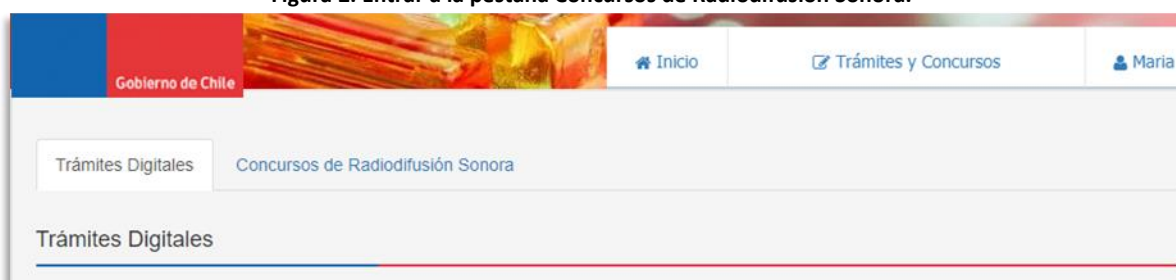 Figura 2. Entrar a la pestaña Concursos de Radiodifusión Sonora.
Gobierno de Chile
Inicio
Trámites y Concursos
Maria
Trámites Digitales
Concursos de Radiodifusión Sonora
Trámites Digitales